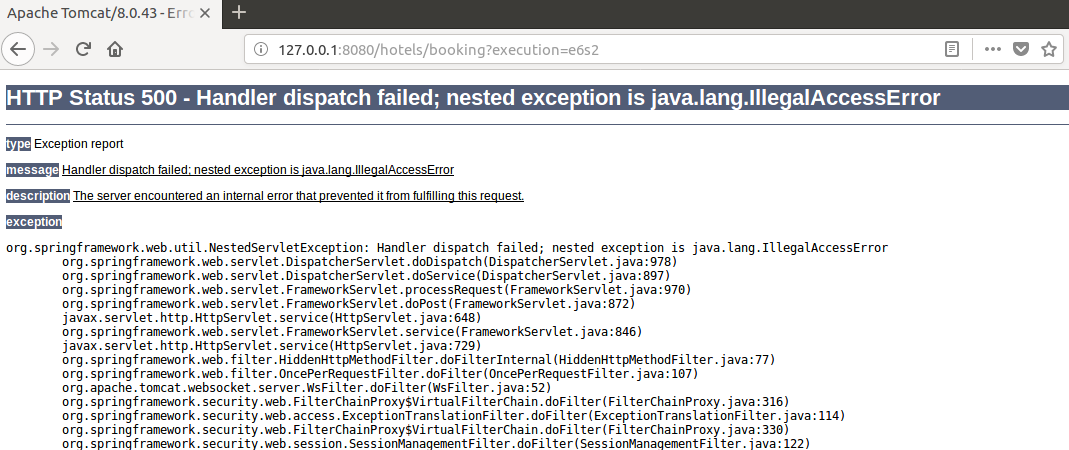 Apache Tomcat/8.0.43 - Erro
127.0.0.1:8080/hotels/booking?execution=e6s2
HTTP Status 500 - Handler dispatch failed; nested exception is java.lang.IllegalAccessError
type Exception report
message Handler dispatch failed; nested exception is java.lang.IllegalAccessError
description The server encountered an internal error that prevented it from fulfilling this request.
exception
org.springframework.web.util.NestedServletException: Handler dispatch failed; nested exception is java.lang.IllegalAccessError
org.springframework.web.servlet.DispatcherServlet.doDispatch(DispatcherServlet.java:978)
org.springframework.web.servlet.DispatcherServlet.doService(DispatcherServlet.java:897)
org.springframework.web.servlet.FrameworkServlet.processRequest(FrameworkServlet.java:970)
org.springframework.web.servlet.FrameworkServlet.doPost(FrameworkServlet.java:872)
javax.servlet.http.HttpServlet.service(HttpServlet.java:648)
org.springframework.web.servlet.FrameworkServlet.service(FrameworkServlet.java:846)
javax.servlet.http.HttpServlet.service(HttpServlet.java:729)
org.springframework.web.filter.HiddenHttpMethodFilter.doFilterInternal(HiddenHttpMethodFilter.java:77)
org.springframework.web.filter.OncePerRequestFilter.doFilter(OncePerRequestFilter.java:107)
org.apache.tomcat.websocket.server.WsFilter.doFilter(WsFilter.java:52)
org.springframework.security.web.FilterChainProxy$VirtualFilterChain.doFilter(FilterChainProxy.java:316)
org.springframework.security.web.access.ExceptionTranslationFilter.doFilter(ExceptionTranslationFilter.java:114)
org.springframework.security.web.FilterChainProxy$VirtualFilterChain.doFilter(FilterChainProxy.java:330)
org.springframework.security.web.session.SessionManagementFilter.doFilter(SessionManagementFilter.java:122)